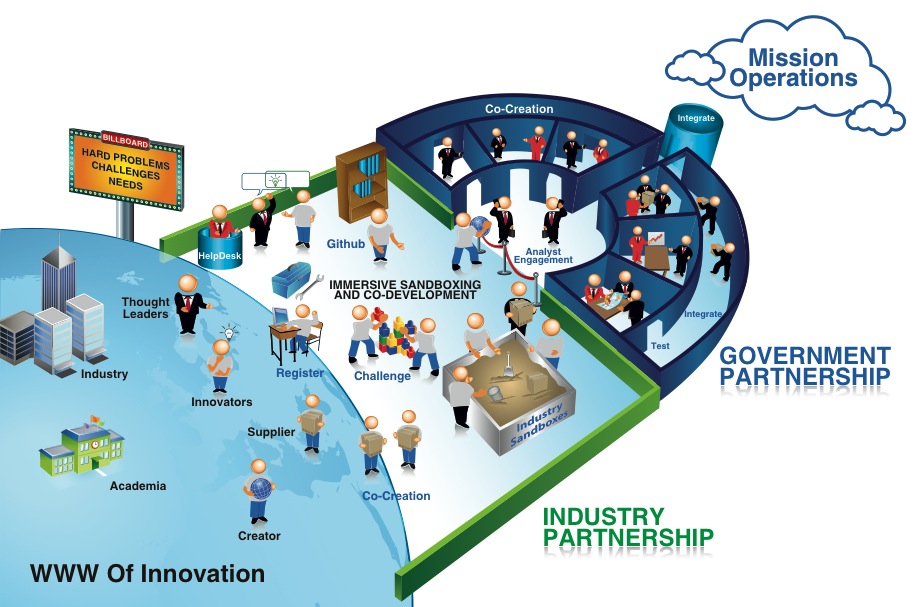 Mission
Operations
Co-Creation
Integrate
BILLBOARD
HARD PROBLEMS
CHALLENGES
NEEDS
HelpDesk
Github
Analyst
Engagement
IMMERSIVE SANDBOXING
AND CO-DEVELOPMENT
Thought
Leaders
Integrate
Test
Industry
Register
Challenge
GOVERNMENT
PARTNERSHIP
Innovators
Industry
Sandboxes
Supplier
Academia
Co-Creation
INDUSTRY
PARTNERSHIP
Creator
WWW Of Innovation